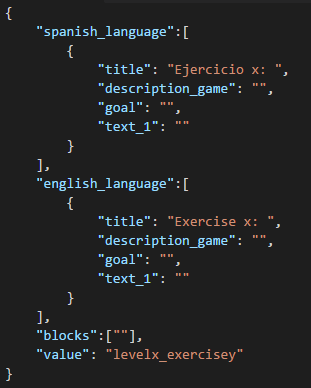 {
"spanish_language":[
{
"title": "Ejercicio x: ",
"description_game": "",
"goal": "",
"text_1": ""
}
],
"english_language":[
{
"title": "Exercise x: ",
"description_game": "",
"goal": "",
"text_1": ""
}
],
"blocks":[""],
"value": "levelx_exercisey"
}